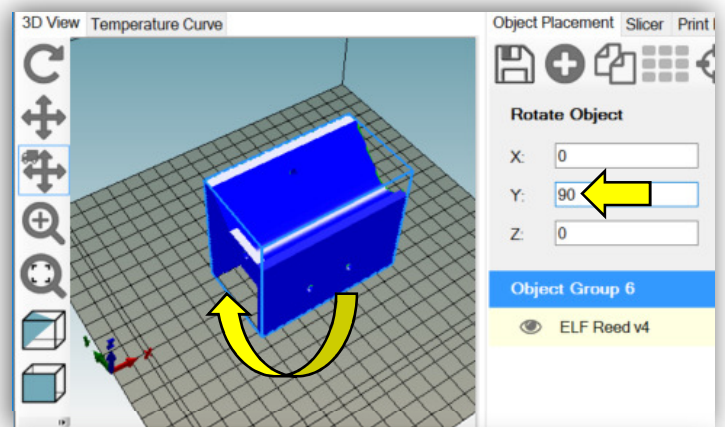 3D View Temperature Curve
Object Placement Slicer Print
Rotate Object
X: 0
Y: 90
Z: 0
Object Group 6
ELF Reed v4